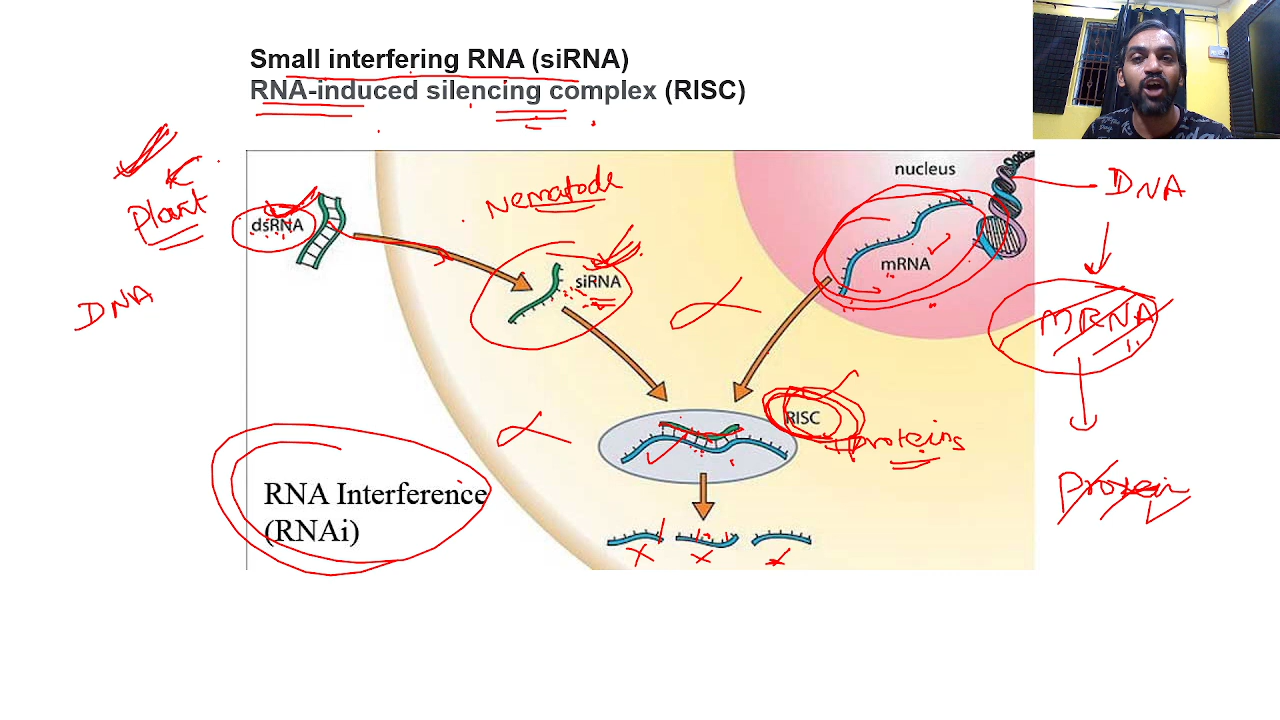 Small interfering RNA (siRNA)
RNA-induced silencing complex (RISC)
nucleus
DNA
Nematode
Plant
dsRNA
siRNA
mRNA
DNA
mRNA
RISC
proteins
RNA Interference
(RNAi)
Protein